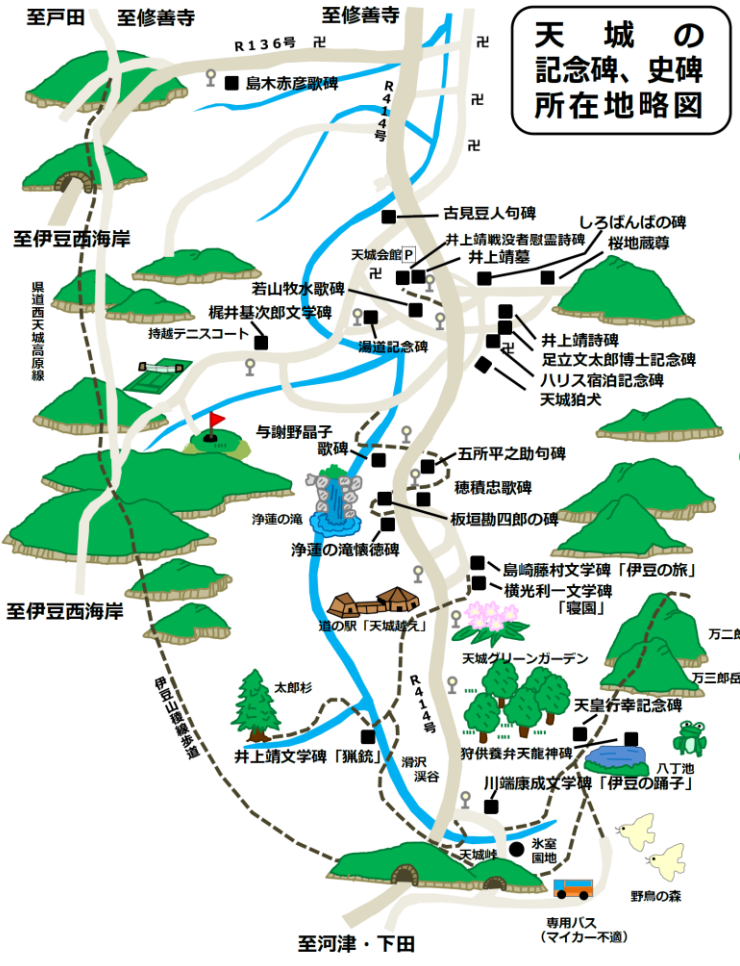 至戸田
至修善寺
至修善寺
天城の
記念碑、史碑
所在地略図
R136号
卍
卍
島木赤彦歌碑
R414号
卍
卍
至伊豆西海岸
古見豆人句碑
しろばんばの碑
井上靖戦没者慰霊詩碑
桜地蔵尊
天城会館 P
井上靖墓
卍
若山牧水歌碑
県道西天城高原線
梶井基次郎文学碑
持越テニスコート
湯道記念碑
井上靖詩碑
卍
足立文太郎博士記念碑
ハリス宿泊記念碑
天城狛犬
与謝野晶子
歌碑
五所平之助句碑
穂積忠歌碑
浄蓮の滝
板垣勘四郎の碑
浄蓮の滝懐徳碑
島崎藤村文学碑「伊豆の旅」
横光利一文学碑
「寝園」
至伊豆西海岸
道の駅「天城越え」
万二郎
天城グリーンガーデン
万三郎岳
伊豆山稜線歩道
太郎杉
R414号
天皇行幸記念碑
井上靖文学碑「猟銃」
狩供養弁天龍神碑
滑沢
渓谷
八丁池
川端康成文学碑「伊豆の踊子」
天城峠
氷室
園地
野鳥の森
専用バス
（マイカー不適）
至河津・下田